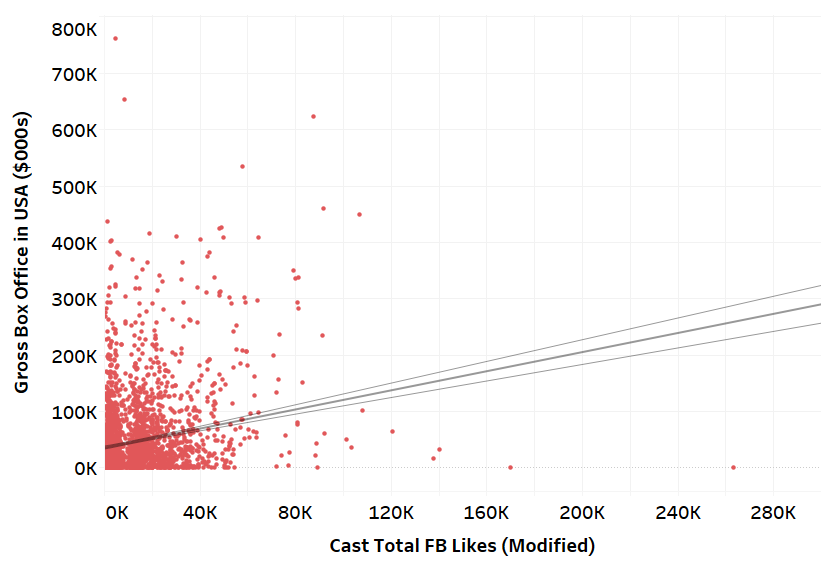 800K
700K
600K
500K
400K
300K
200K
100K
0K
Gross Box Office in USA ($000s)
0K 40K 80K 120K 160K 200K 240K 280K
Cast Total FB Likes (Modified)